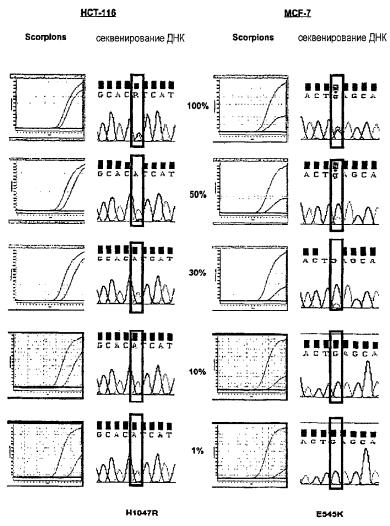 HCT-116 MCF-7
Scorpions секвенирование ДНК Scorpions секвенирование ДНК
GCACRTCAT 100% ACTGAGCA
GCACATCAT 50% ACTGAGCA
GCACATCAT 30% ACTGAGCA
GCACATCAT 10% ACTGAGCA
GCACATCAT 1% ACTGAGCA
H1047R E545K